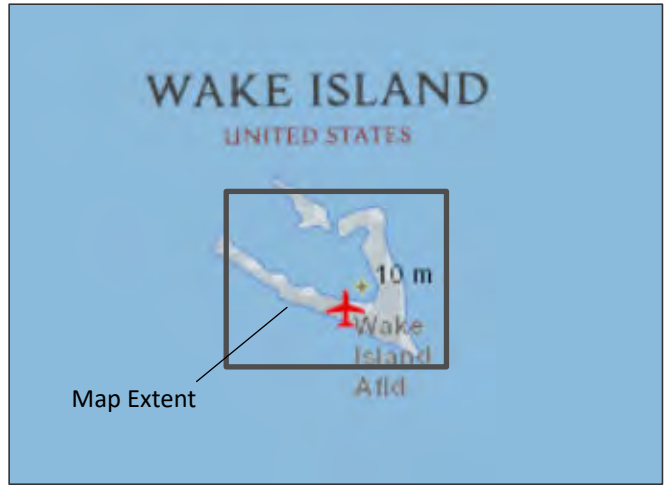 WAKE ISLAND
UNITED STATES
10 m
Wake
Island
Afld
Map Extent